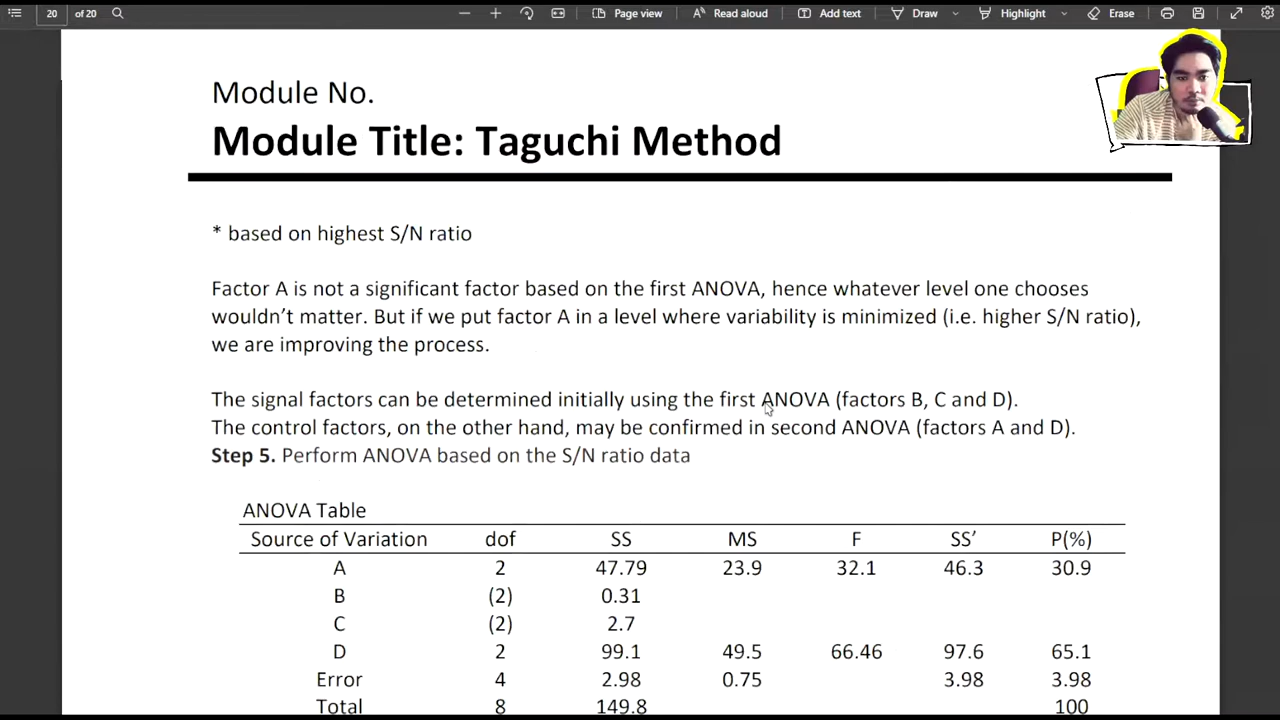 20 of 20 Page view Read aloud Add text Draw Highlight Erase
Module No.
Module Title: Taguchi Method
* based on highest S/N ratio
Factor A is not a significant factor based on the first ANOVA, hence whatever level one chooses
wouldn't matter. But if we put factor A in a level where variability is minimized (i.e. higher S/N ratio),
we are improving the process.
The signal factors can be determined initially using the first ANOVA (factors B, C and D).
The control factors, on the other hand, may be confirmed in second ANOVA (factors A and D).
Step 5. Perform ANOVA based on the S/N ratio data
ANOVA Table
Source of Variation dof SS MS F SS' P(%)
A 2 47.79 23.9 32.1 46.3 30.9
B (2) 0.31
C (2) 2.7
D 2 99.1 49.5 66.46 97.6 65.1
Error 4 2.98 0.75 3.98 3.98
Total 8 149.8 100